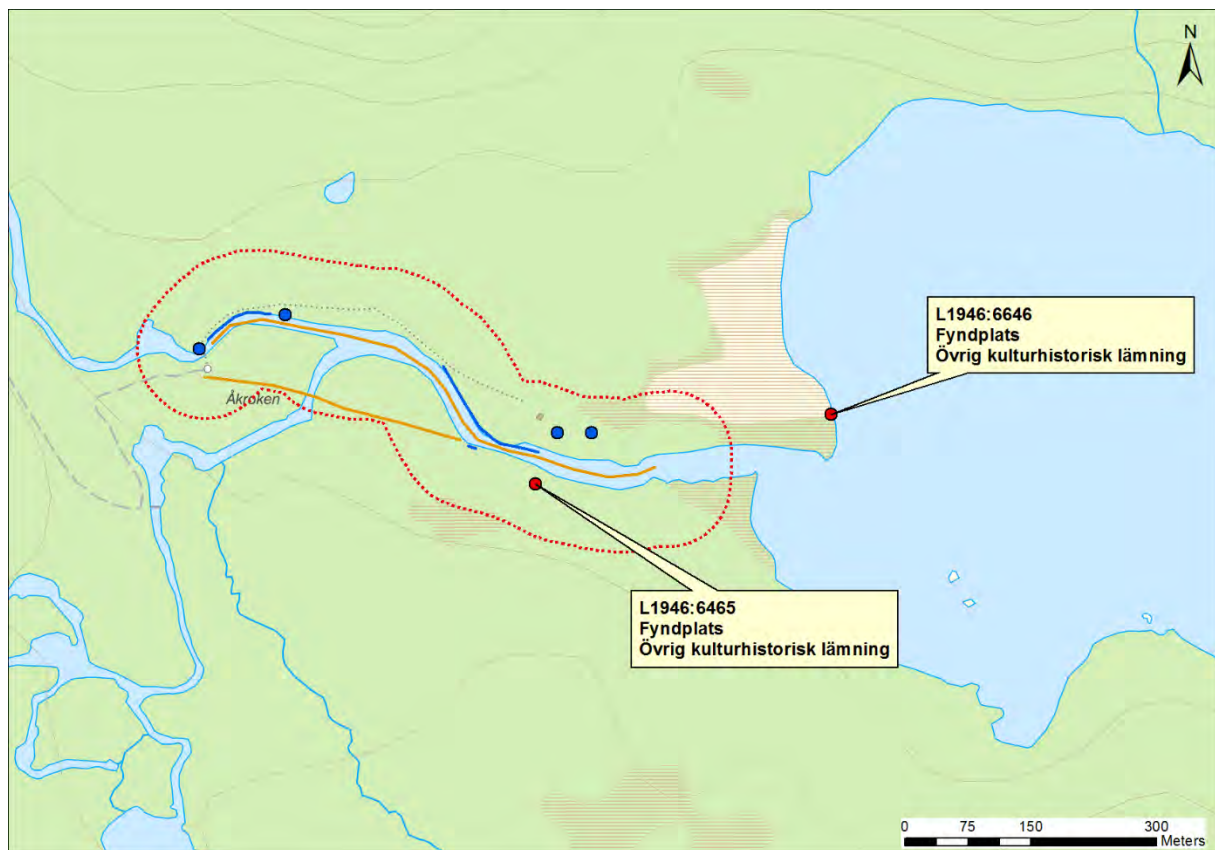 N
L1946:6646
Fyndplats
Övrig kulturhistorisk lämning
Åkroken
L1946:6465
Fyndplats
Övrig kulturhistorisk lämning
0 75 150 300
Meters